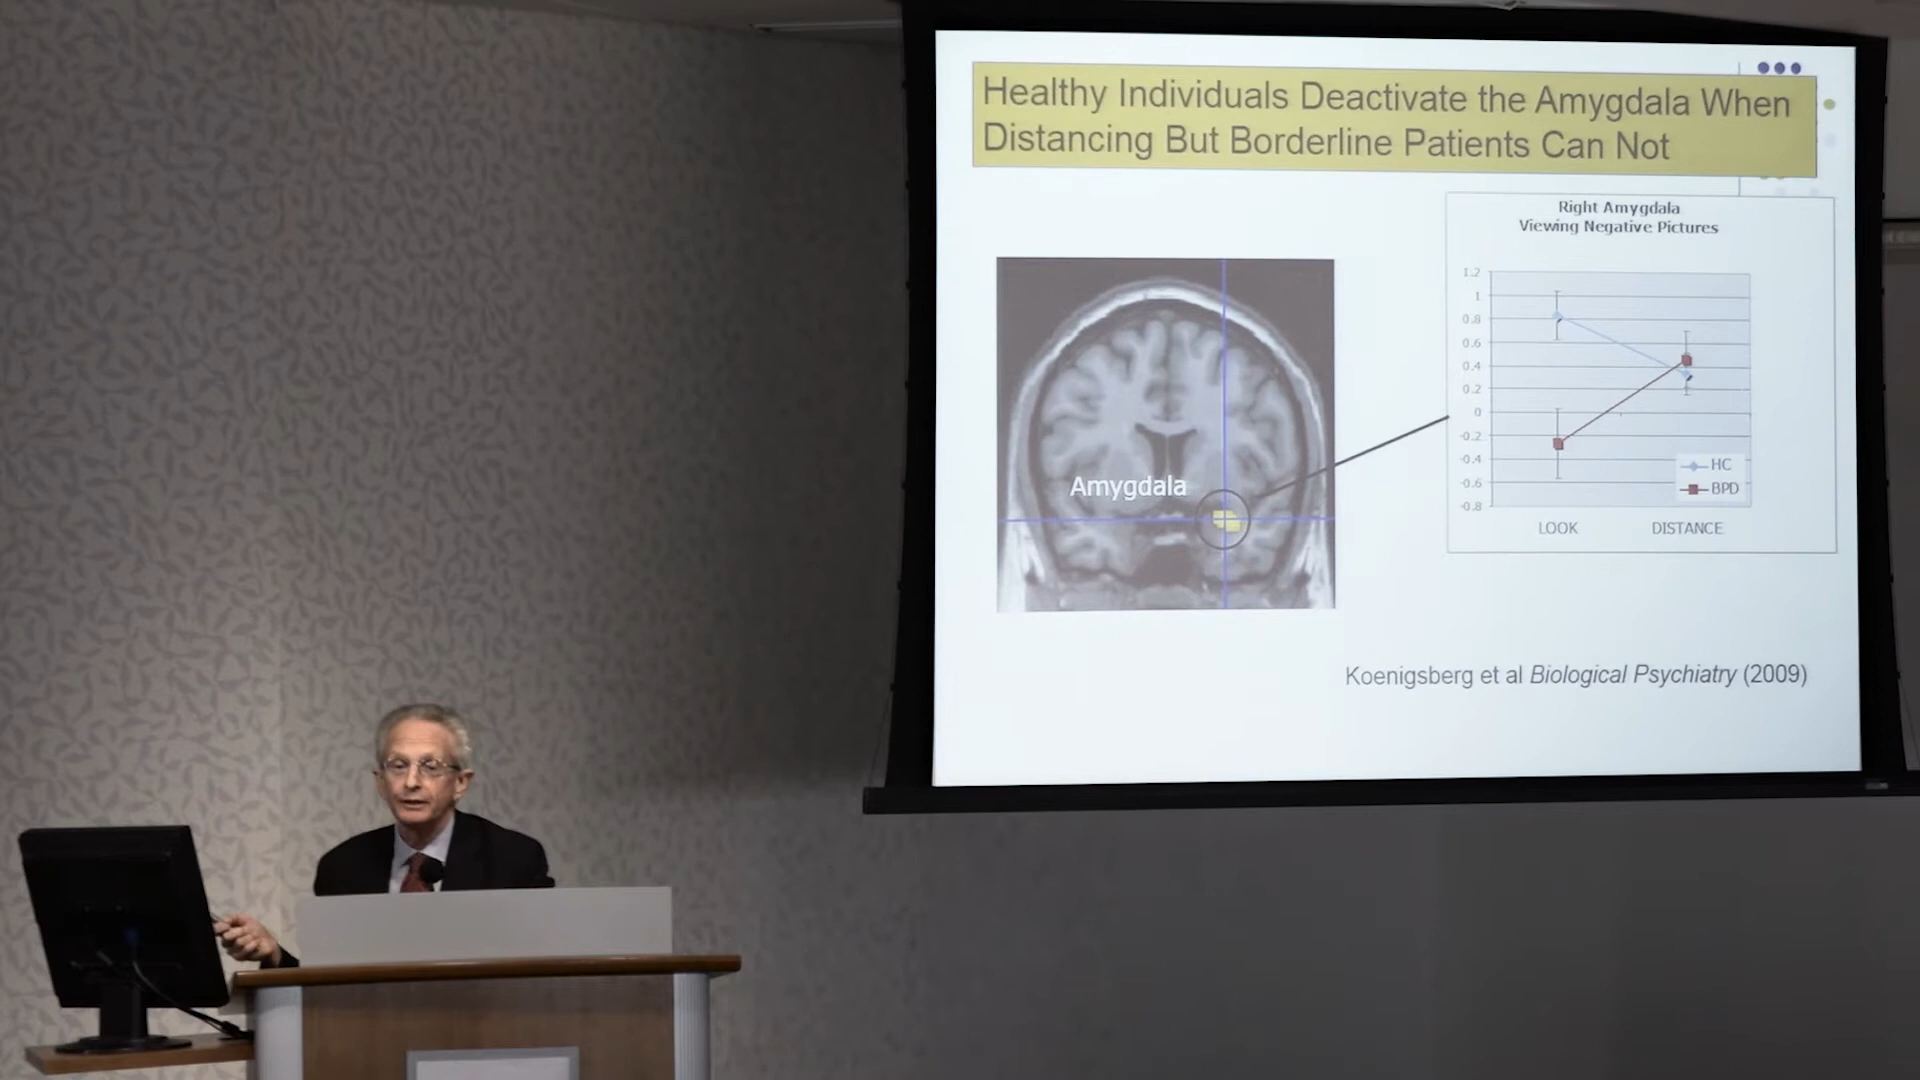 Healthy Individuals Deactivate the Amygdala When
Distancing But Borderline Patients Can Not
Right Amygdala
Viewing Negative Pictures
1.2
1
0.8
0.6
0.4
0.2
0
-0.2
-0.4
-0.6
-0.8
HC
BPD
LOOK
DISTANCE
Amygdala
Koenigsberg et al Biological Psychiatry (2009)